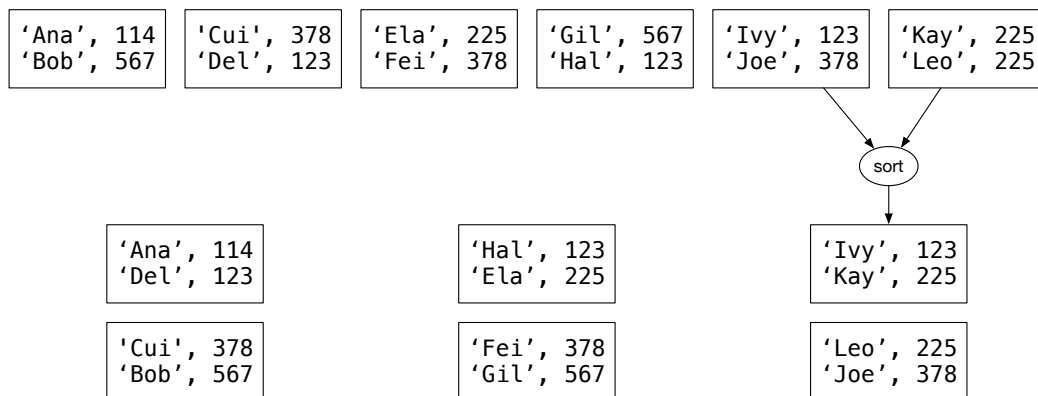 ‘Ana’, 114
‘Bob’, 567
'Cui', 378
‘Del’, 123
‘Ela’, 225
‘Fei’, 378
‘Gil’, 567
‘Hal’, 123
‘Ivy’, 123
‘Joe’, 378
‘Kay’, 225
‘Leo’, 225
sort
‘Ana’, 114
‘Del’, 123
‘Hal’, 123
‘Ela’, 225
‘Ivy’, 123
‘Kay’, 225
'Cui', 378
‘Bob’, 567
‘Fei’, 378
‘Gil’, 567
‘Leo’, 225
‘Joe’, 378